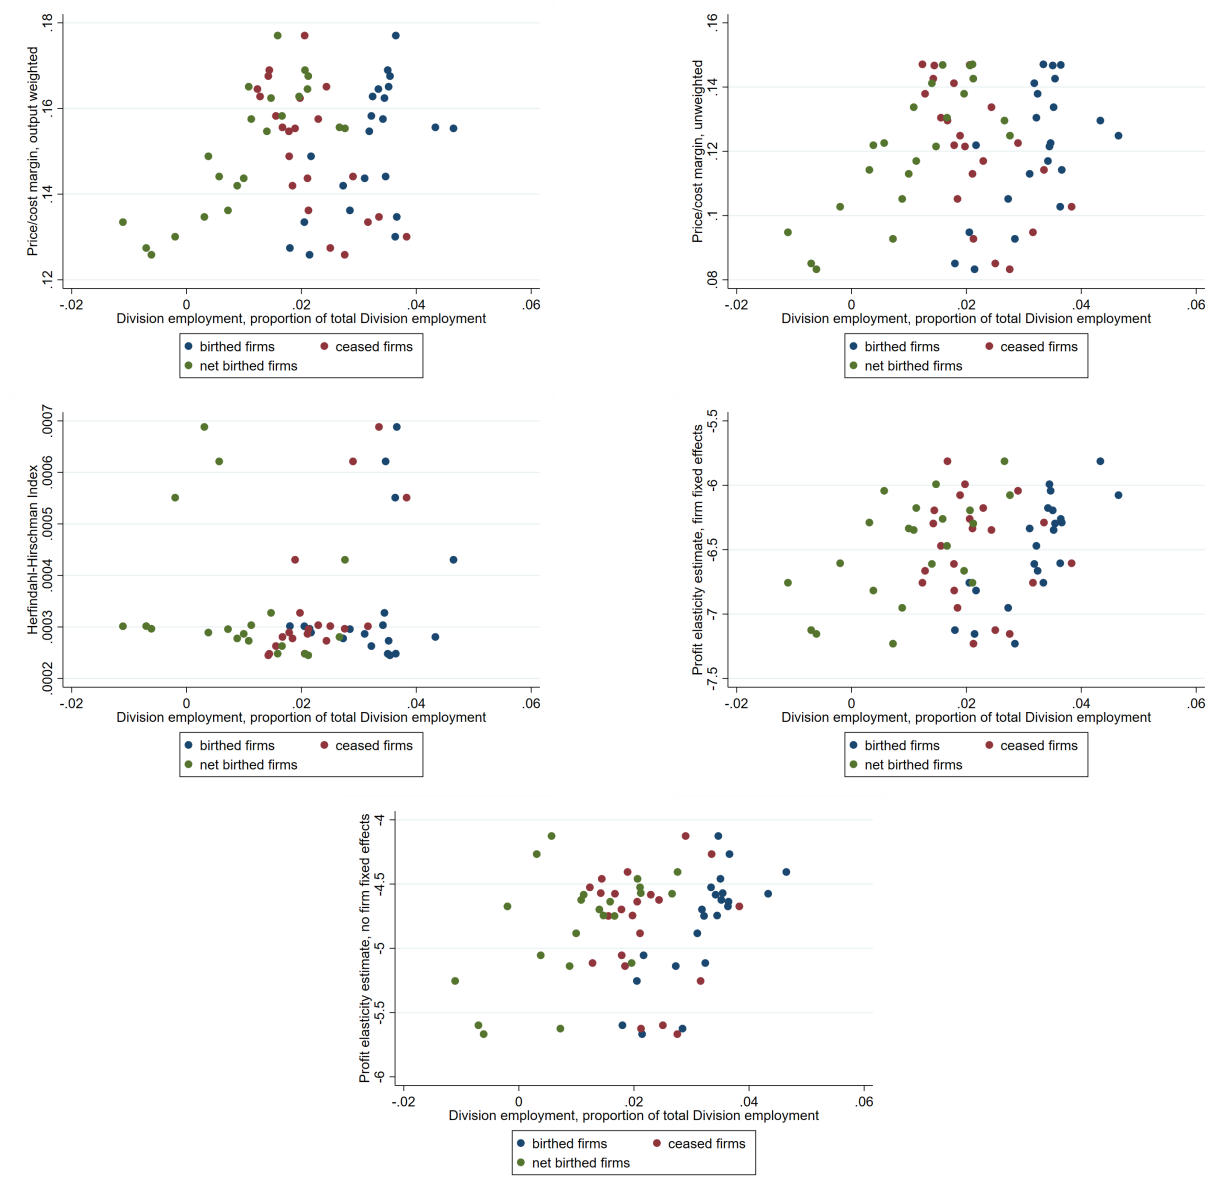 Price/cost margin, output weighted
.18
.16
.14
.12
-.02 0 .02 .04 .06
Division employment, proportion of total Division employment
birthed firms ceased firms
net birthed firms
Price/cost margin, unweighted
.16
.14
.12
.1
.08
-.02 0 .02 .04 .06
Division employment, proportion of total Division employment
birthed firms ceased firms
net birthed firms
Herfindahl-Hirschman Index
.0007
.0006
.0005
.0004
.0003
.0002
-.02 0 .02 .04 .06
Division employment, proportion of total Division employment
birthed firms ceased firms
net birthed firms
Profit elasticity estimate, firm fixed effects
-5.5
-6
-6.5
-7
-7.5
-.02 0 .02 .04 .06
Division employment, proportion of total Division employment
birthed firms ceased firms
net birthed firms
Profit elasticity estimate, no firm fixed effects
-4
-4.5
-5
-5.5
-6
-.02 0 .02 .04 .06
Division employment, proportion of total Division employment
birthed firms ceased firms
net birthed firms